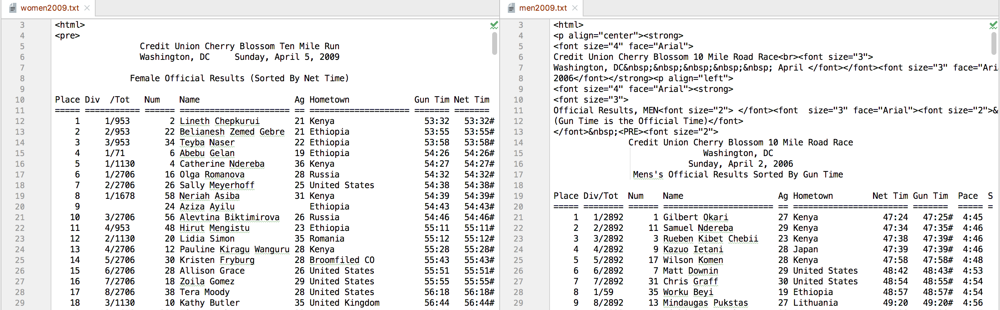 women2009.txt
3 <html>
4 <pre>
5 Credit Union Cherry Blossom Ten Mile Run
6 Washington, DC Sunday, April 5, 2009
7
8 Female Official Results (Sorted By Net Time)
9
10 Place Div /Tot Num Name Ag Hometown Gun Tim Net Tim
11 ===== =========== ====== ====================== == ==================== ======= =======
12 1 1/953 2 Lineth Chepkurui 21 Kenya 53:32 53:32#
13 2 2/953 22 Belianesh Zemed Gebre 21 Ethiopia 53:55 53:55#
14 3 3/953 34 Teyba Naser 22 Ethiopia 53:58 53:58#
15 4 1/71 6 Abebu Gelan 19 Ethiopia 54:26 54:26#
16 5 1/1130 4 Catherine Ndereba 36 Kenya 54:27 54:27#
17 6 1/2706 16 Olga Romanova 28 Russia 54:32 54:32#
18 7 2/2706 26 Sally Meyerhoff 25 United States 54:38 54:38#
19 8 1/1678 58 Neriah Asiba 31 Kenya 54:39 54:39#
20 9 24 Aziza Ayilu Ethiopia 54:43 54:43#
21 10 3/2706 56 Alevtina Biktimirova 26 Russia 54:46 54:46#
22 11 4/953 48 Hirut Mengistu 23 Ethiopia 55:11 55:11#
23 12 2/1130 20 Lidia Simon 35 Romania 55:12 55:12#
24 13 4/2706 12 Pauline Kiragu Wanguru 28 Kenya 55:28 55:28#
25 14 5/2706 30 Kristen Fryburg 28 Broomfiled CO 55:43 55:43#
26 15 6/2706 28 Allison Grace 26 United States 55:51 55:51#
27 16 7/2706 18 Zoila Gomez 29 United States 55:55 55:55#
28 17 8/2706 38 Tera Moody 28 United States 56:18 56:18#
29 18 3/1130 10 Kathy Butler 35 United Kingdom 56:44 56:44#
men2009.txt
3 <html>
4 <p align="center"><strong>
5 <font size="4" face="Arial">
6 Credit Union Cherry Blossom 10 Mile Road Race<br><font size="3">
7 Washington, DC&nbsp;&nbsp;&nbsp;&nbsp;&nbsp; April </font></font><font size="3" face="Ari
8 2006</font></strong><p align="left">
9 <font size="4" face="Arial"><strong>
10 <font size="3">
11 Official Results, MEN<font size="2"> </font><font  size="3" face="Arial"><font size="2">&
12 (Gun Time is the Official Time)</font>
13 </font>&nbsp;<PRE><font size="2">
14 Credit Union Cherry Blossom 10 Mile Road Race
15 Washington, DC
16 Sunday, April 2, 2006
17 Mens's Official Results Sorted By Gun Time
18
19 Place Div/Tot Num Name Ag Hometown Net Tim Gun Tim Pace S
20 ===== ======== ====== ====================== == ======================= ======= ===== =
21 1 1/2892 1 Gilbert Okari 27 Kenya 47:24 47:25# 4:45
22 2 2/2892 11 Samuel Ndereba 29 Kenya 47:34 47:35# 4:46
23 3 3/2892 3 Rueben Kibet Chebii 23 Kenya 47:38 47:39# 4:46
24 4 4/2892 9 Kazuo Ietani 28 Japan 47:39 47:39# 4:46
25 5 5/2892 17 Wilson Komen 28 Kenya 47:58 47:58# 4:48
26 6 6/2892 7 Matt Downin 29 United States 48:42 48:43# 4:53
27 7 7/2892 31 Chris Graff 30 United States 48:54 48:55# 4:54
28 8 1/59 35 Worku Beyi 19 Ethiopia 48:57 48:57# 4:54
29 9 8/2892 13 Mindaugas Pukstas 27 Lithuania 49:20 49:20# 4:56